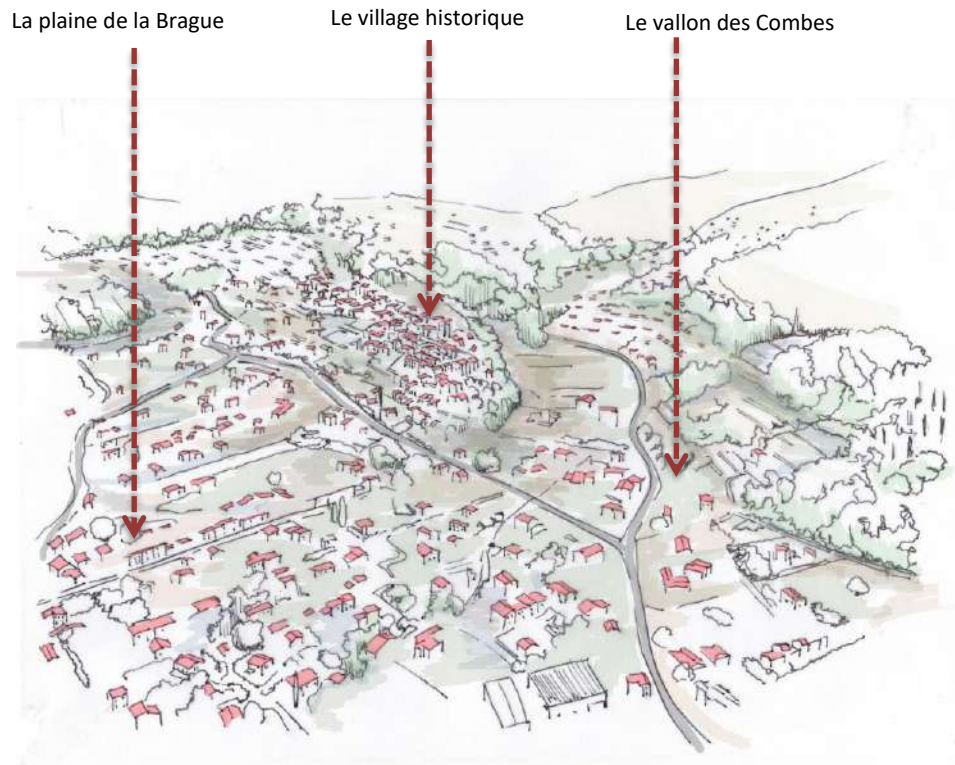 La plaine de la Brague
Le village historique
Le vallon des Combes